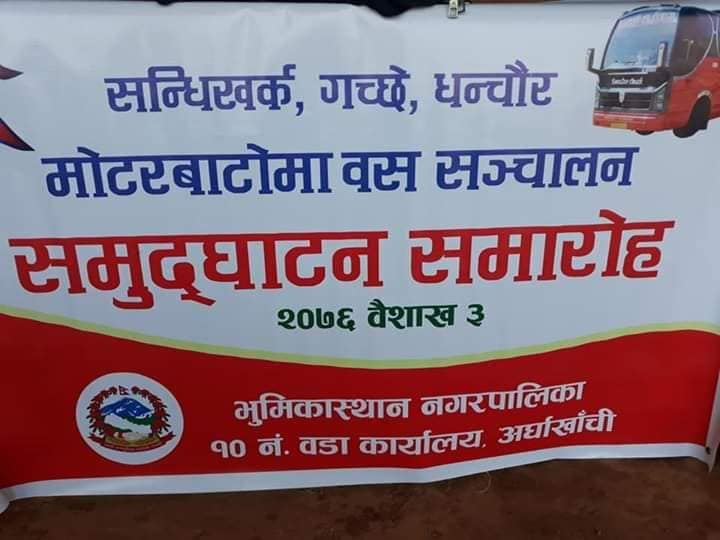 सन्धिखर्क, गच्छे, धन्चौर
मोटरबाटोमा वस सञ्चालन
समुद्घाटन समारोह
२०७६ वैशाख ३
भुमिकास्थान नगरपालिका
१० नं. वडा कार्यालय, अर्घाखाँची